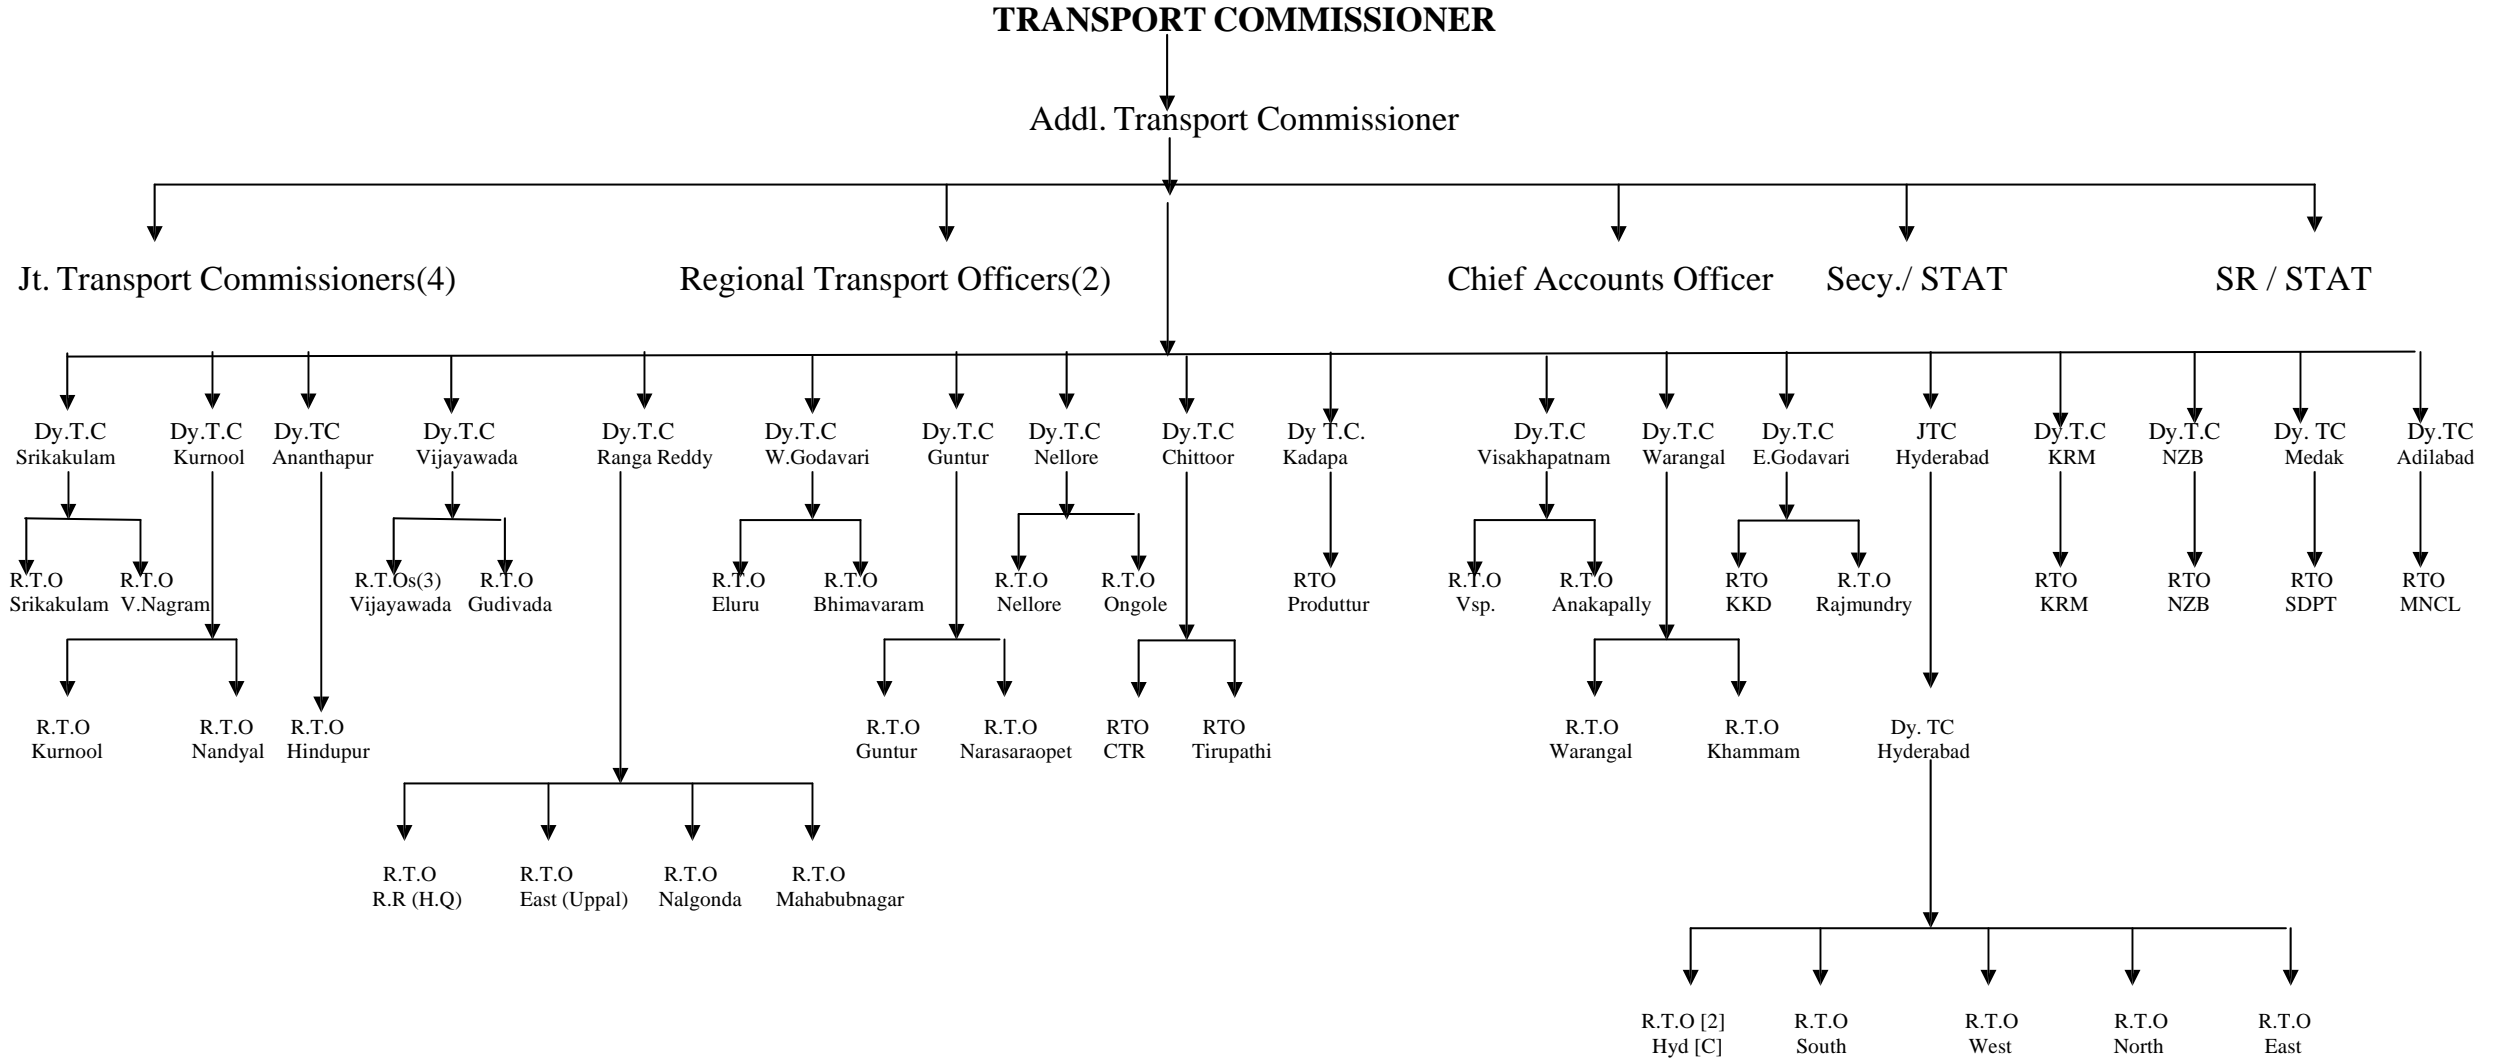 TRANSPORT COMMISSIONER
Addl. Transport Commissioner
Jt. Transport Commissioners(4) Regional Transport Officers(2) Chief Accounts Officer Secy./ STAT SR / STAT
Dy.T.C Dy.T.C Dy.TC Dy.T.C Dy.T.C Dy.T.C Dy.T.C Dy.T.C Dy.T.C Dy T.C. Dy.T.C Dy.T.C Dy.T.C JTC Dy.T.C Dy.T.C Dy. TC Dy.TC
Srikakulam Kurnool Ananthapur Vijayawada Ranga Reddy W.Godavari Guntur Nellore Chittoor Kadapa Visakhapatnam Warangal E.Godavari Hyderabad KRM NZB Medak Adilabad
R.T.O R.T.O R.T.Os(3) R.T.O R.T.O R.T.O R.T.O R.T.O RTO R.T.O R.T.O RTO R.T.O RTO RTO RTO RTO
Srikakulam V.Nagram Vijayawada Gudivada Eluru Bhimavaram Nellore Ongole Produttur Vsp. Anakapally KKD Rajmundry KRM NZB SDPT MNCL
R.T.O R.T.O R.T.O R.T.O R.T.O RTO RTO R.T.O R.T.O Dy. TC
Kurnool Nandyal Hindupur Guntur Narasaraopet CTR Tirupathi Warangal Khammam Hyderabad
R.T.O R.T.O R.T.O R.T.O
R.R (H.Q) East (Uppal) Nalgonda Mahabubnagar
R.T.O [2] R.T.O R.T.O R.T.O R.T.O
Hyd [C] South West North East